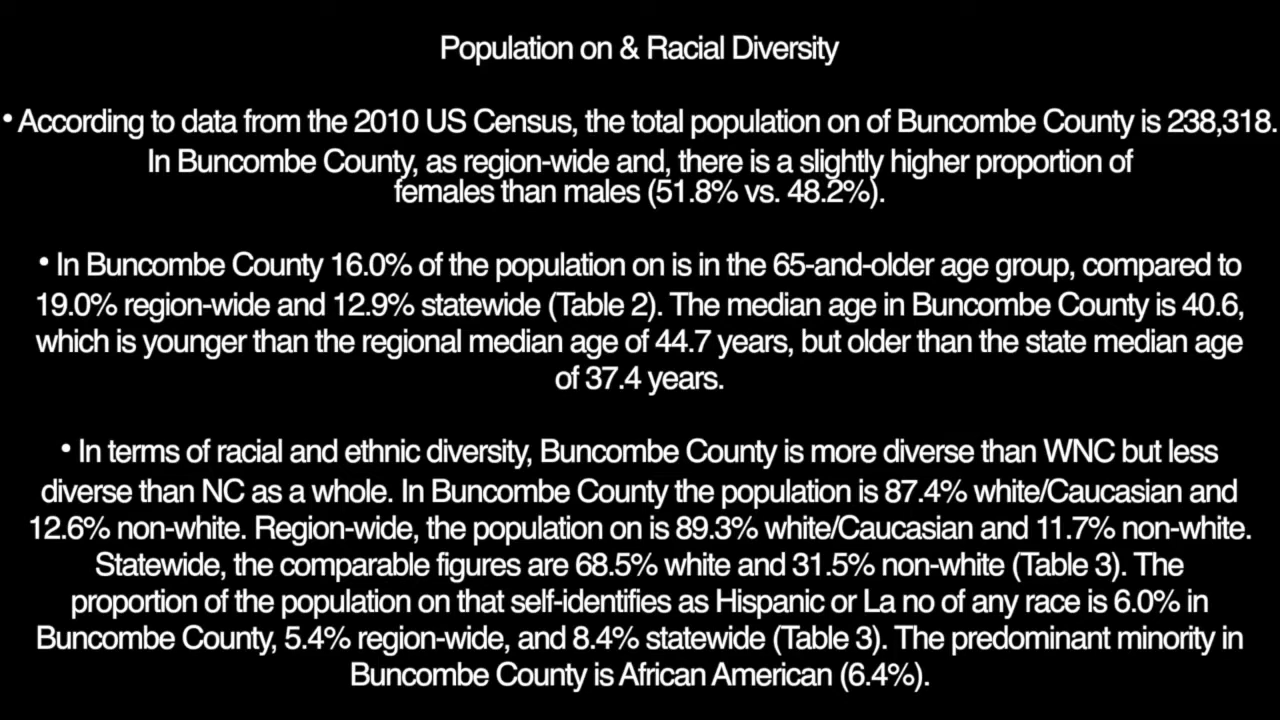 Population on & Racial Diversity
• According to data from the 2010 US Census, the total population on of Buncombe County is 238,318.
In Buncombe County, as region-wide and, there is a slightly higher proportion of
females than males (51.8% vs. 48.2%).
• In Buncombe County 16.0% of the population on is in the 65-and-older age group, compared to
19.0% region-wide and 12.9% statewide (Table 2). The median age in Buncombe County is 40.6,
which is younger than the regional median age of 44.7 years, but older than the state median age
of 37.4 years.
• In terms of racial and ethnic diversity, Buncombe County is more diverse than WNC but less
diverse than NC as a whole. In Buncombe County the population is 87.4% white/Caucasian and
12.6% non-white. Region-wide, the population on is 89.3% white/Caucasian and 11.7% non-white.
Statewide, the comparable figures are 68.5% white and 31.5% non-white (Table 3). The
proportion of the population on that self-identifies as Hispanic or La no of any race is 6.0% in
Buncombe County, 5.4% region-wide, and 8.4% statewide (Table 3). The predominant minority in
Buncombe County is African American (6.4%).